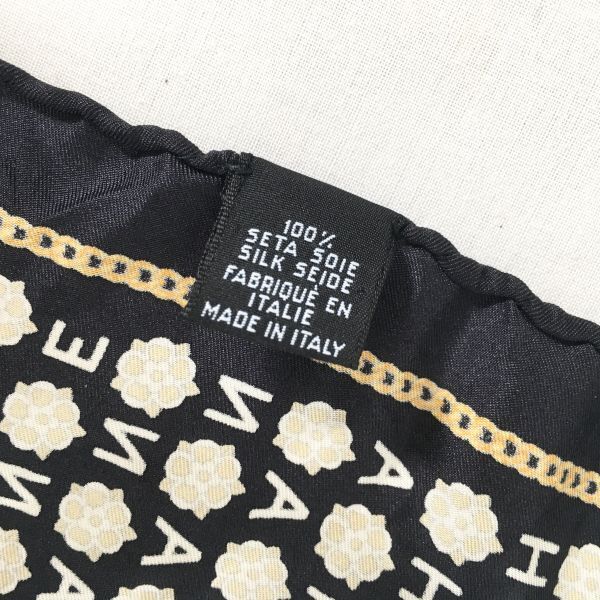 100%
SETA SOIE
SILK SEIDE
FABRIQUÉ EN
ITALIE
MADE IN ITALY
E N N A H
N A H
N A